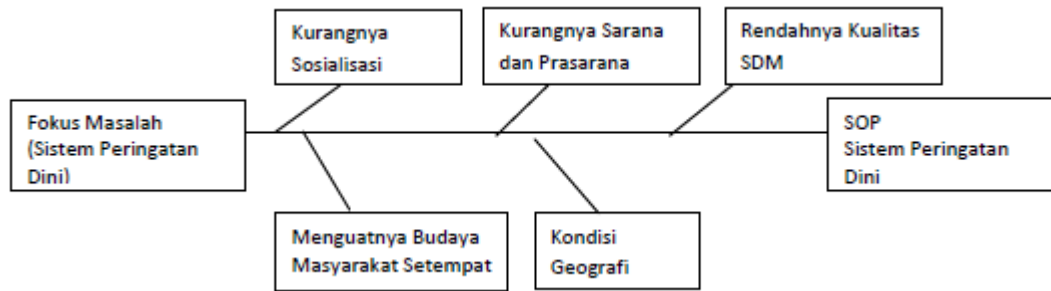 Kurangnya
Sosialisasi
Kurangnya Sarana
dan Prasarana
Rendahnya Kualitas
SDM
Fokus Masalah
(Sistem Peringatan
Dini)
SOP
Sistem Peringatan
Dini
Menguatnya Budaya
Masyarakat Setempat
Kondisi
Geografi